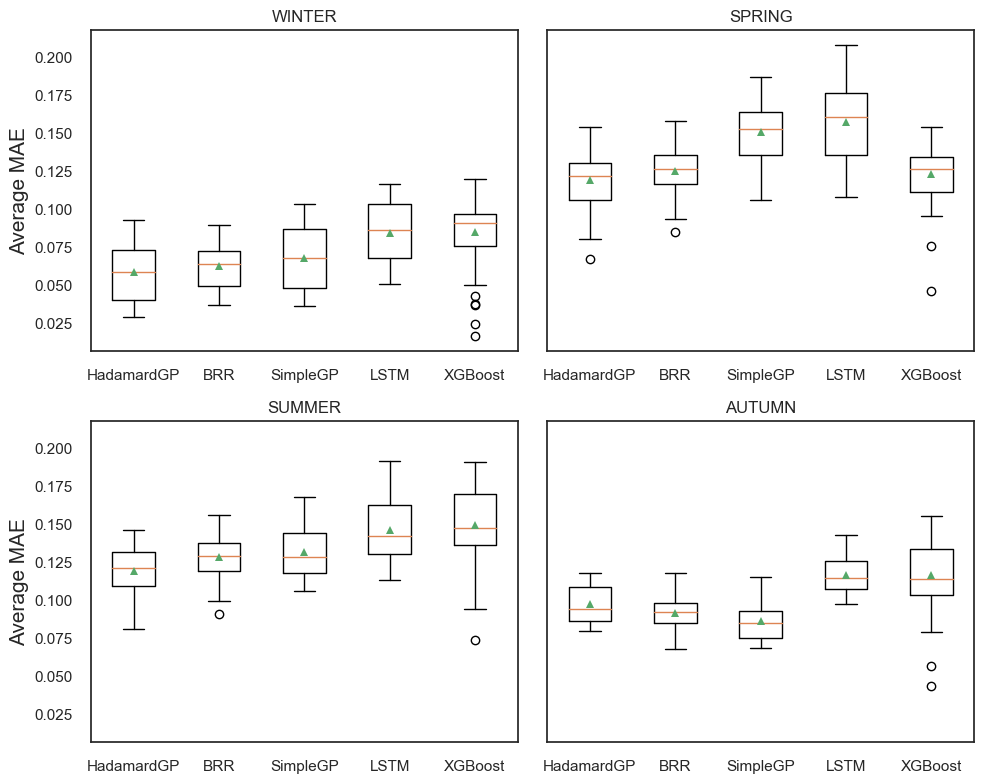 WINTER
SPRING
Average MAE
0.200
0.175
0.150
0.125
0.100
0.075
0.050
0.025
HadamardGP BRR SimpleGP LSTM XGBoost
HadamardGP BRR SimpleGP LSTM XGBoost
SUMMER
AUTUMN
Average MAE
0.200
0.175
0.150
0.125
0.100
0.075
0.050
0.025
HadamardGP BRR SimpleGP LSTM XGBoost
HadamardGP BRR SimpleGP LSTM XGBoost